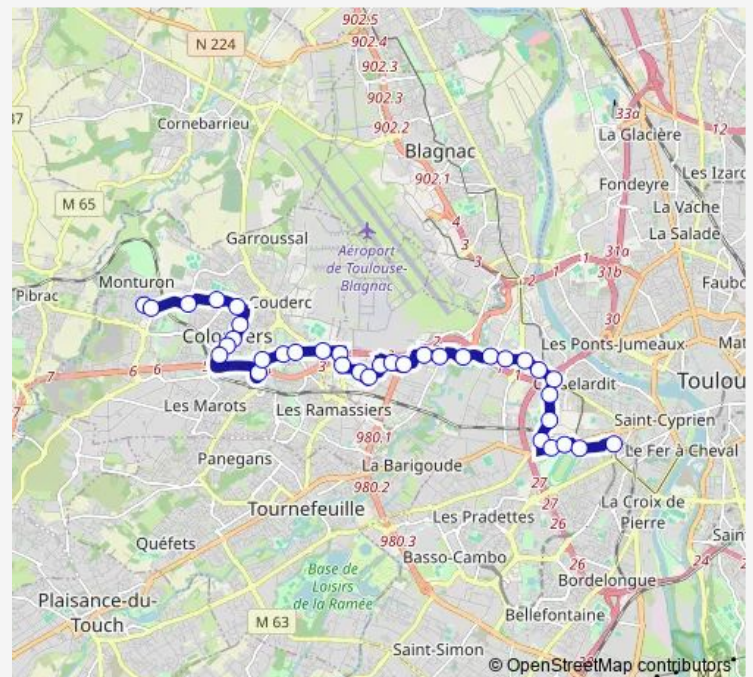 902.5
N 224
902.4
902.3
902.3
33a
Cornebarrieu
902.2
La Glacière
12
Blagnac
902.1
Fondeyre
Les Izard
M 65
La Vache
4
3
La Salade
Garroussal
Aéroport
de Toulouse-
Blagnac
3
2
1
31a
31b
Monturon
Pibrac
Couderc
30
Les Ponts-Jumeaux
7
6
6
5
3
2
1
Les Marots
Les Ramassiers
Saint-Cyprien
980.1
Le Fer à Cheval
Panegans
La Barigoude
980.2
27
Tournefeuille
Les Pradettes
27
26
La Croix de
Pierre
Quéfets
980.3
Basso-Cambo
24
Base de
Loisirs
de la Ramée
26
Bordelongue
Plaisance-du-
Touch
M 63
Bellefontaine
Saint-Simon
© OpenStreetMap contributors